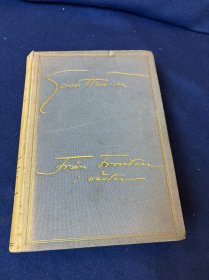 Sven Hedin
Från Fronten
i väster